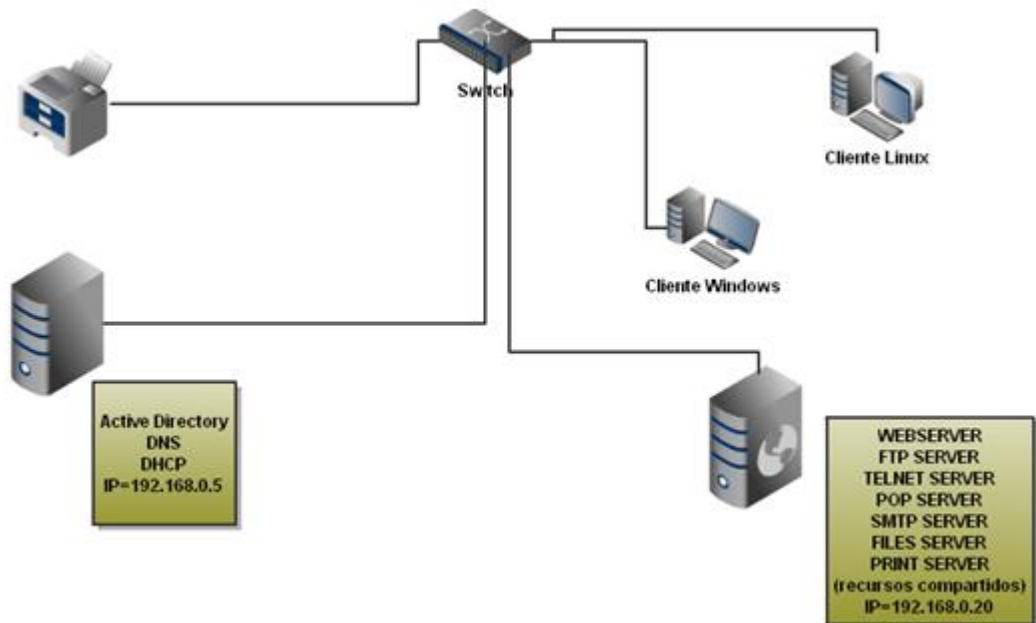 Switch
Cliente Linux
Cliente Windows
Active Directory
DNS
DHCP
IP=192.168.0.5
WEBSERVER
FTP SERVER
TELNET SERVER
POP SERVER
SMTP SERVER
FILES SERVER
PRINT SERVER
(recursos compartidos)
IP=192.168.0.20